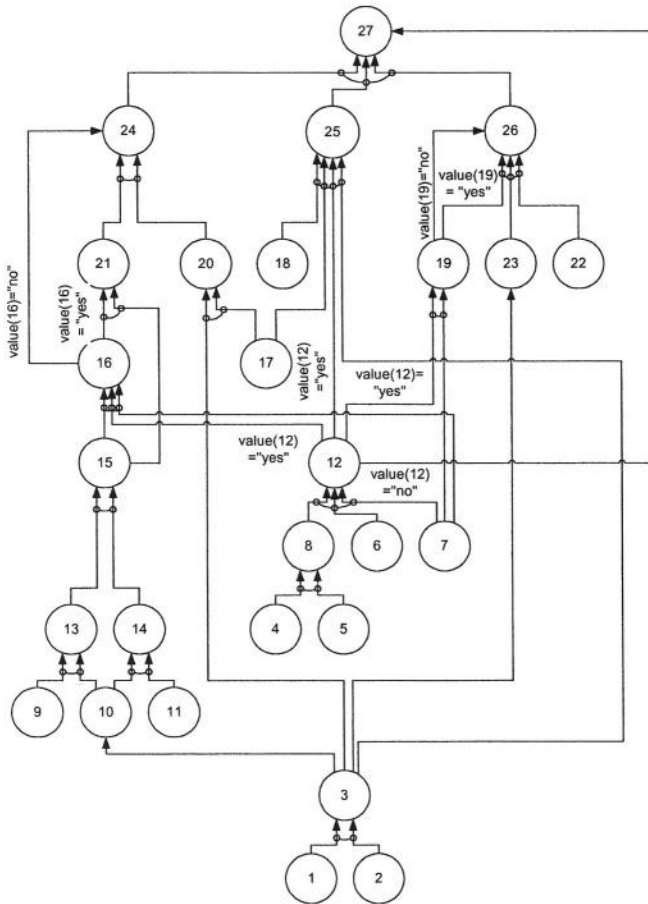 27
24
25
26
value(16)="no"
value(16)
="yes"
value(19)="no"
value(19)
= "yes"
21
20
18
19
23
22
16
17
value(12)
="yes"
value(12)=
"yes"
15
value(12)
="yes"
12
value(12)
="no"
8
6
7
13
14
4
5
9
10
11
3
1
2